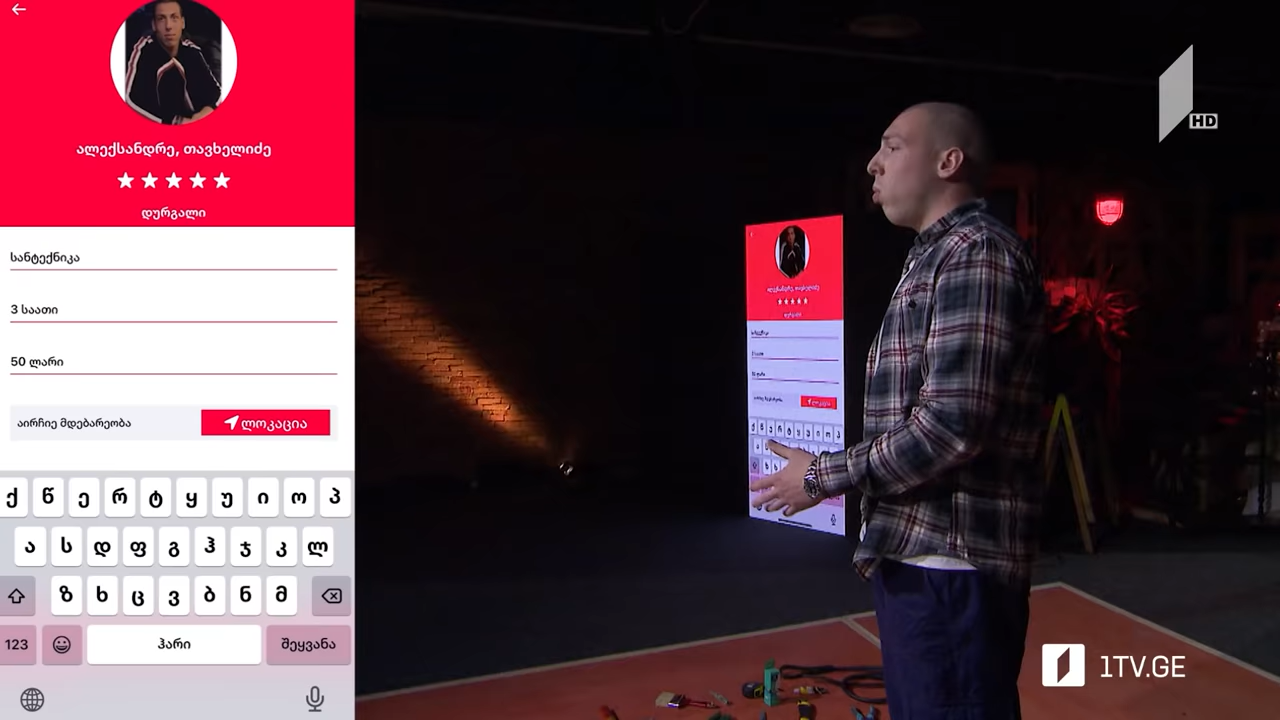 ალექსანდრე, თავხელიძე
დურგალი
სანტექნიკა
3 საათი
50 ლარი
აირჩიე მდებარეობა
ლოკაცია
ქ წ ე რ ტ ყ უ ი ო პ
ა ს დ ფ გ ჰ ჯ კ ლ
ზ ხ ც ვ ბ ნ მ
123 ჰარი შეყვანა
HD
1TV.GE